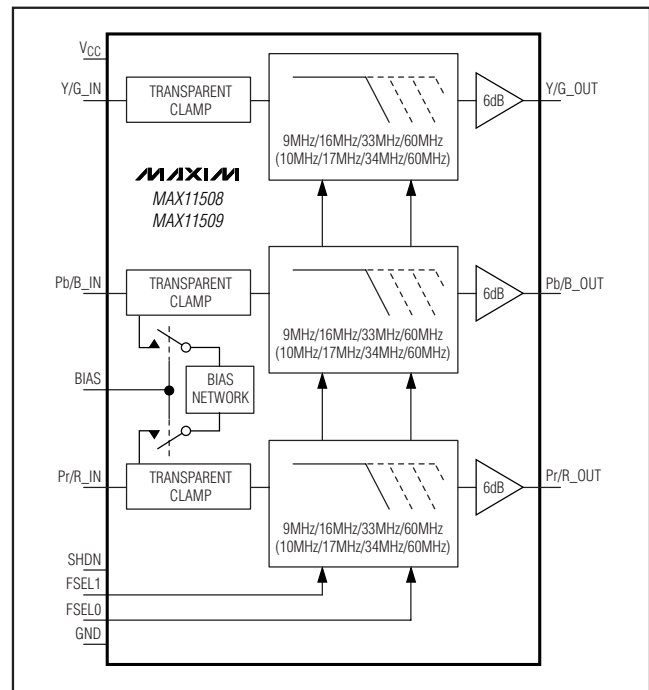 VCC
Y/G_IN
TRANSPARENT
CLAMP
9MHz/16MHz/33MHz/60MHz
(10MHz/17MHz/34MHz/60MHz)
6dB
Y/G_OUT
MAXIM
MAX11508
MAX11509
Pb/B_IN
TRANSPARENT
CLAMP
9MHz/16MHz/33MHz/60MHz
(10MHz/17MHz/34MHz/60MHz)
6dB
Pb/B_OUT
BIAS
BIAS
NETWORK
Pr/R_IN
TRANSPARENT
CLAMP
9MHz/16MHz/33MHz/60MHz
(10MHz/17MHz/34MHz/60MHz)
6dB
Pr/R_OUT
SHDN
FSEL1
FSEL0
GND